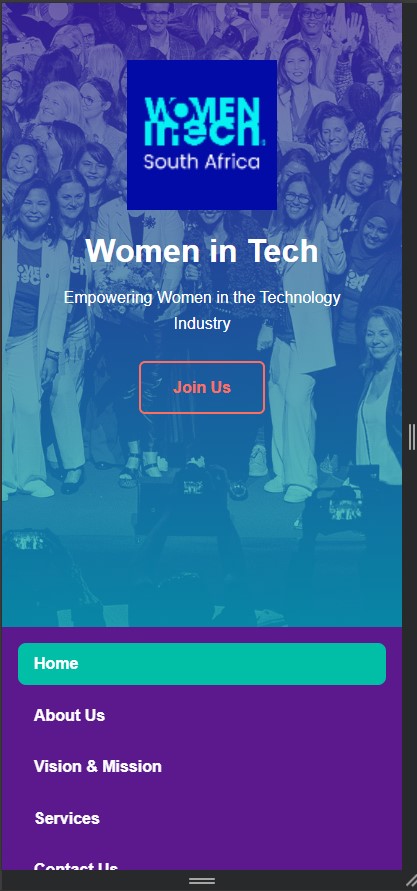 WOMEN
in:ecn
South Africa
Women in Tech
Empowering Women in the Technology
Industry
Join Us
Home
About Us
Vision & Mission
Services
Contact Us